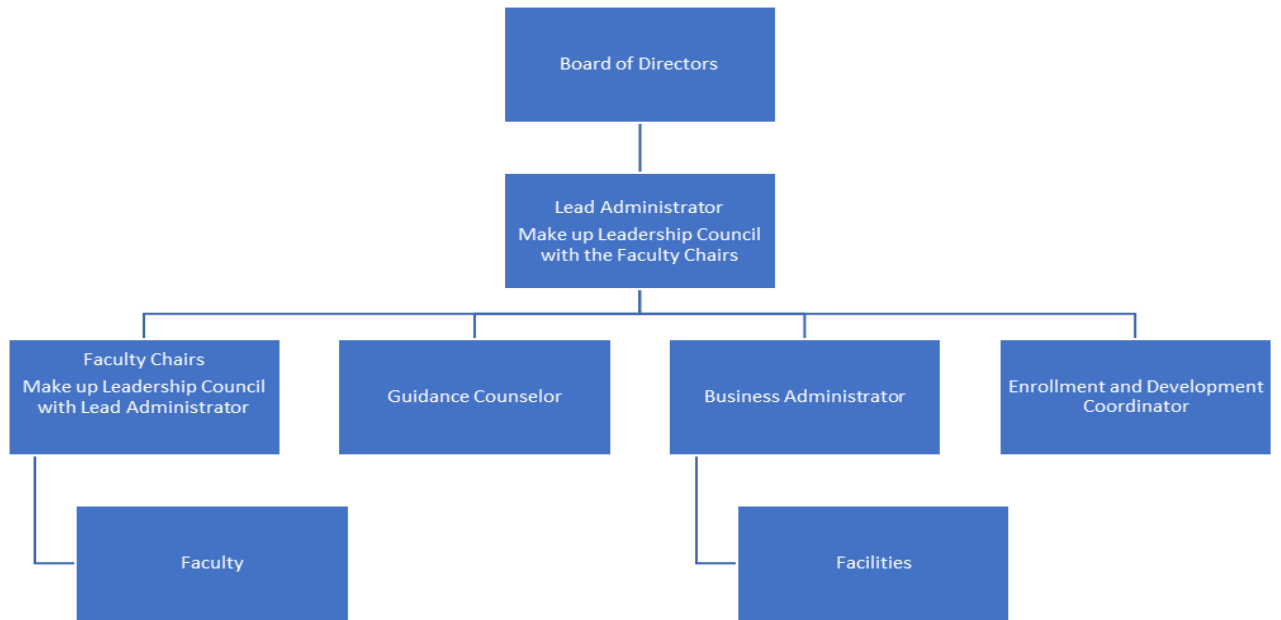 Board of Directors
Lead Administrator
Make up Leadership Council
with the Faculty Chairs
Faculty Chairs
Make up Leadership Council
with Lead Administrator
Guidance Counselor
Business Administrator
Enrollment and Development
Coordinator
Faculty
Facilities